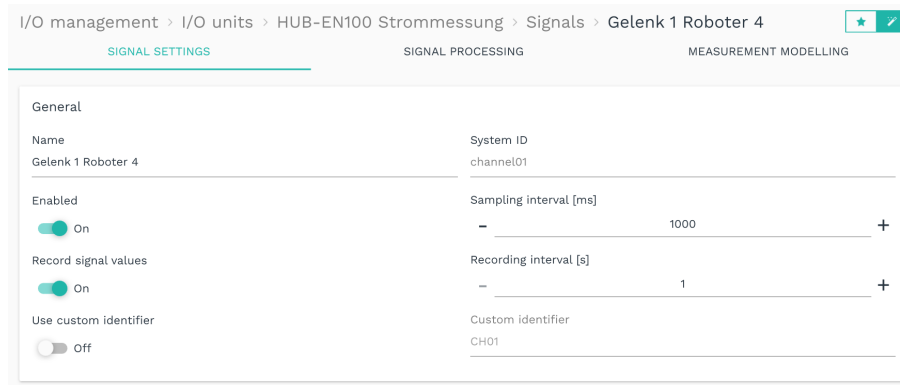 I/O management > I/O units > HUB-EN100 Strommessung > Signals > Gelenk 1 Roboter 4
SIGNAL SETTINGS SIGNAL PROCESSING MEASUREMENT MODELLING
General
Name System ID
Gelenk 1 Roboter 4 channel01
Enabled Sampling interval [ms]
On - 1000 +
Record signal values Recording interval [s]
On - 1 +
Use custom identifier Custom identifier
Off CH01